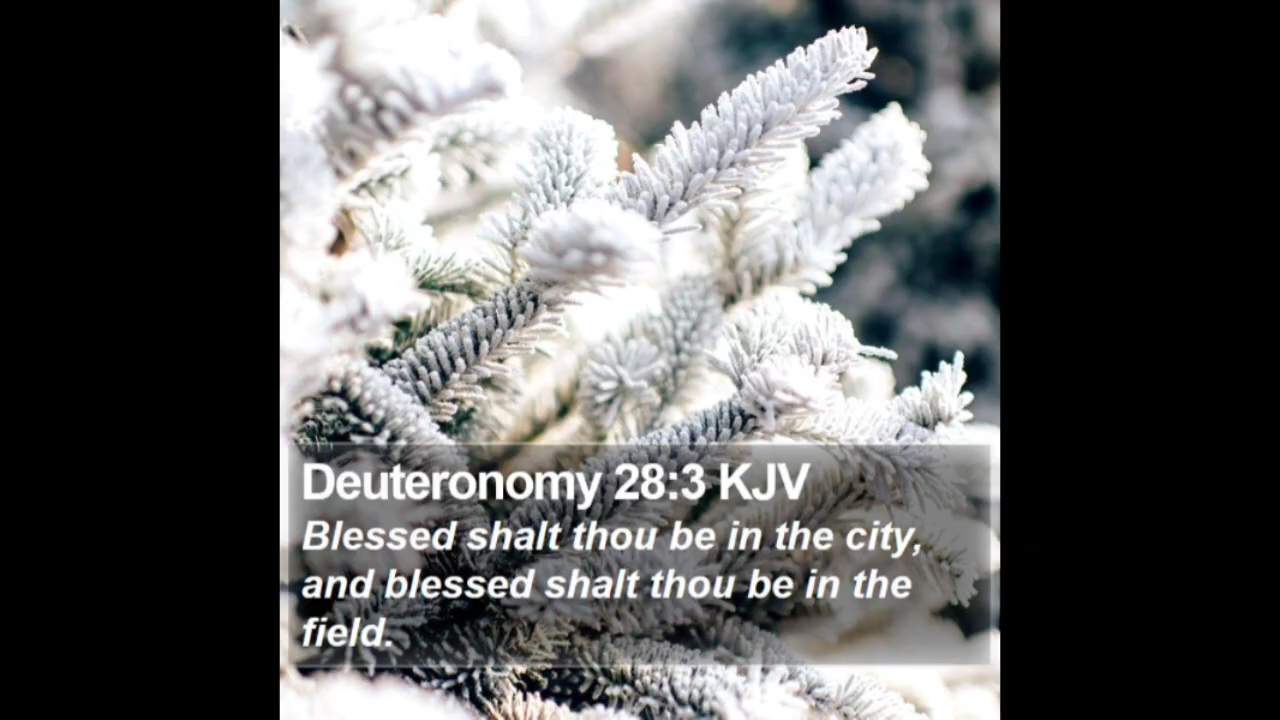 Deuteronomy 28:3 KJV
Blessed shalt thou be in the city,
and blessed shalt thou be in the
field.